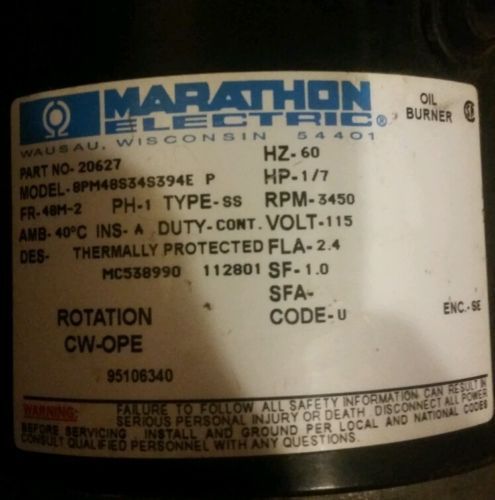 MARATHON
ELECTRIC®
WAUSAU, WISCONSIN 54401
OIL
BURNER
PART NO- 20627
MODEL- 8PM48S34S394E P
FR- 48M-2 PH- 1 TYPE- SS
AMB- 40°C INS- A DUTY- CONT.
DES- THERMALLY PROTECTED
MC538990 112801
HZ- 60
HP- 1/7
RPM- 3450
VOLT- 115
FLA- 2.4
SF- 1.0
SFA-
CODE- U
ENC.- SE
ROTATION
CW-OPE
95106340
WARNING: FAILURE TO FOLLOW ALL SAFETY INFORMATION CAN RESULT IN
SERIOUS PERSONAL INJURY OR DEATH. DISCONNECT ALL POWER
BEFORE SERVICING. INSTALL AND GROUND PER LOCAL AND NATIONAL CODES
CONSULT QUALIFIED PERSONNEL WITH ANY QUESTIONS.